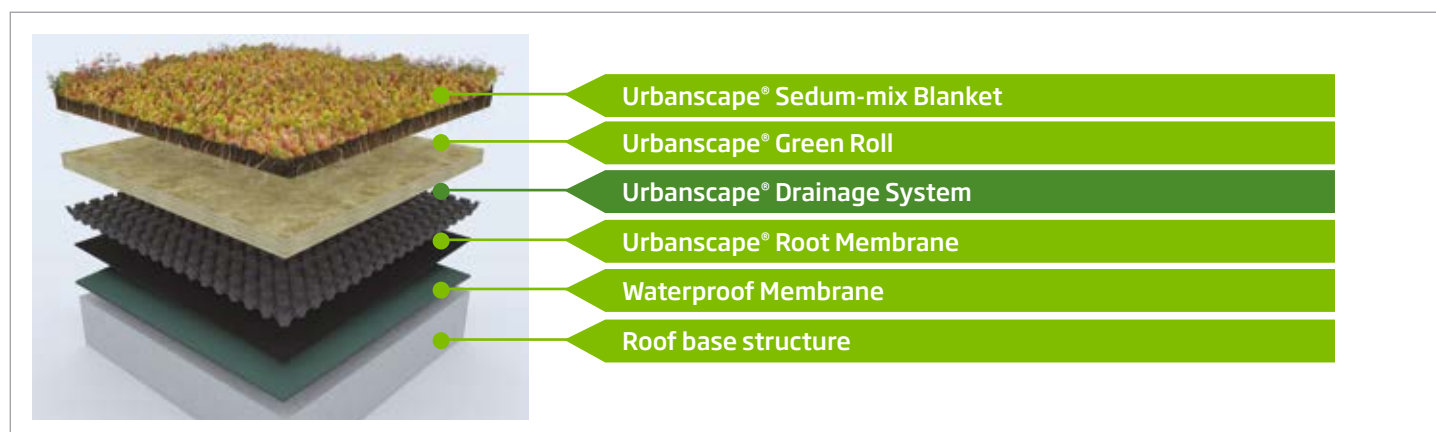 Urbanscape® Sedum-mix Blanket
Urbanscape® Green Roll
Urbanscape® Drainage System
Urbanscape® Root Membrane
Waterproof Membrane
Roof base structure